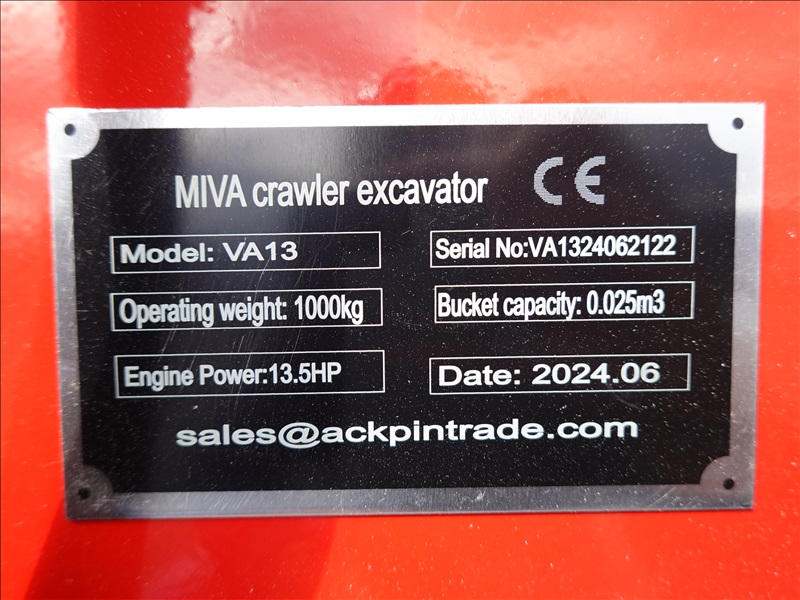 MIVA crawler excavator CE
Model: VA13
Serial No:VA1324062122
Operating weight: 1000kg
Bucket capacity: 0.025m3
Engine Power:13.5HP
Date: 2024.06
sales@ackpintrade.com